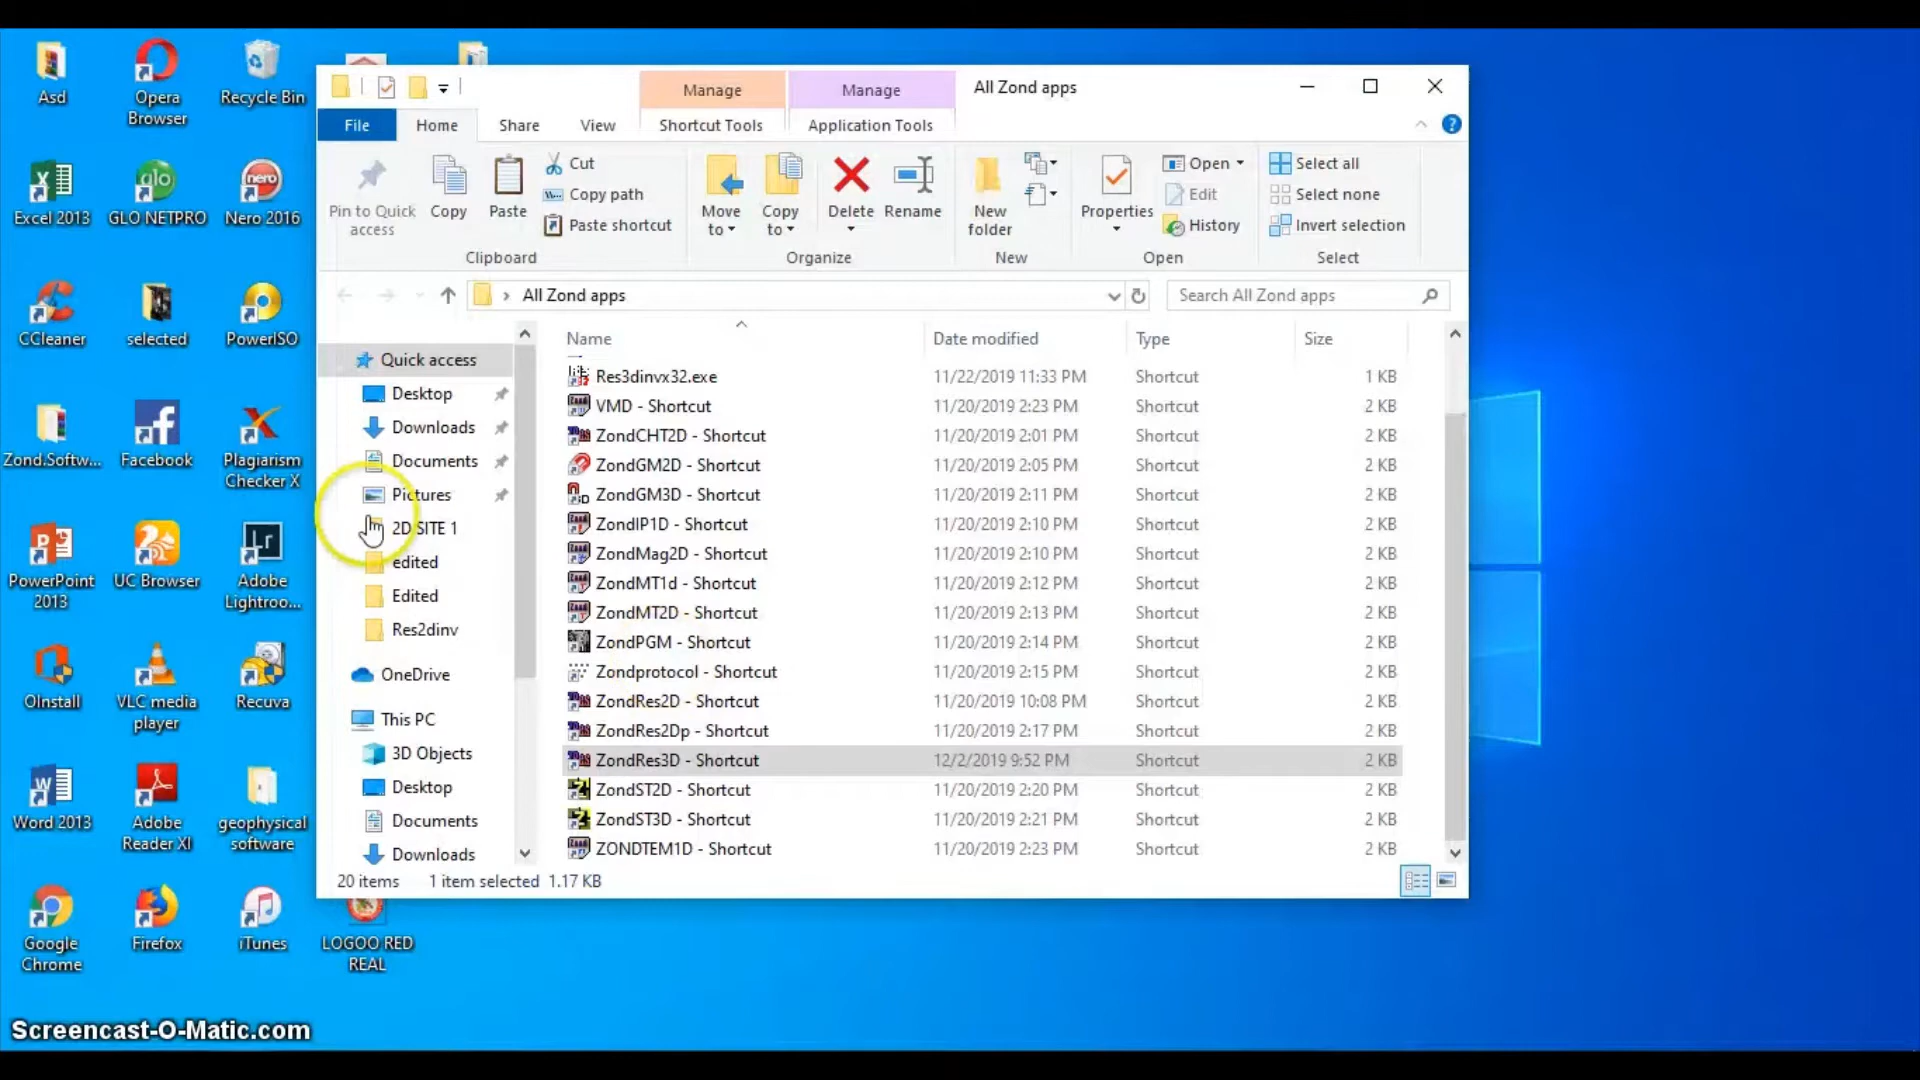 Asd
Opera Browser
Recycle Bin
Excel 2013
GLO NETPRO
Nero 2016
CCleaner
selected
PowerISO
Zond.Softw...
Facebook
Plagiarism Checker X
PowerPoint 2013
UC Browser
Adobe Lightroo...
OInstall
VLC media player
Recuva
Word 2013
Adobe Reader XI
geophysical software
Google Chrome
Firefox
iTunes
LOGOO RED REAL
Manage
Manage
All Zond apps
File
Home
Share
View
Shortcut Tools
Application Tools
Pin to Quick access
Copy
Paste
Cut
Copy path
Paste shortcut
Clipboard
Move to
Copy to
Delete
Rename
Organize
New folder
New
Properties
Open
Edit
History
Open
Select all
Select none
Invert selection
Select
All Zond apps
Search All Zond apps
Quick access
Desktop
Downloads
Documents
Pictures
2D SITE 1
edited
Edited
Res2dinv
OneDrive
This PC
3D Objects
Desktop
Documents
Downloads
Name Date modified Type Size
Res3dinvx32.exe 11/22/2019 11:33 PM Shortcut 1 KB
VMD - Shortcut 11/20/2019 2:23 PM Shortcut 2 KB
ZondCHT2D - Shortcut 11/20/2019 2:01 PM Shortcut 2 KB
ZondGM2D - Shortcut 11/20/2019 2:05 PM Shortcut 2 KB
ZondGM3D - Shortcut 11/20/2019 2:11 PM Shortcut 2 KB
ZondIP1D - Shortcut 11/20/2019 2:10 PM Shortcut 2 KB
ZondMag2D - Shortcut 11/20/2019 2:10 PM Shortcut 2 KB
ZondMT1d - Shortcut 11/20/2019 2:12 PM Shortcut 2 KB
ZondMT2D - Shortcut 11/20/2019 2:13 PM Shortcut 2 KB
ZondPGM - Shortcut 11/20/2019 2:14 PM Shortcut 2 KB
Zondprotocol - Shortcut 11/20/2019 2:15 PM Shortcut 2 KB
ZondRes2D - Shortcut 11/20/2019 10:08 PM Shortcut 2 KB
ZondRes2Dp - Shortcut 11/20/2019 2:17 PM Shortcut 2 KB
ZondRes3D - Shortcut 12/2/2019 9:52 PM Shortcut 2 KB
ZondST2D - Shortcut 11/20/2019 2:20 PM Shortcut 2 KB
ZondST3D - Shortcut 11/20/2019 2:21 PM Shortcut 2 KB
ZONDTEM1D - Shortcut 11/20/2019 2:23 PM Shortcut 2 KB
20 items 1 item selected 1.17 KB
Screencast-O-Matic.com